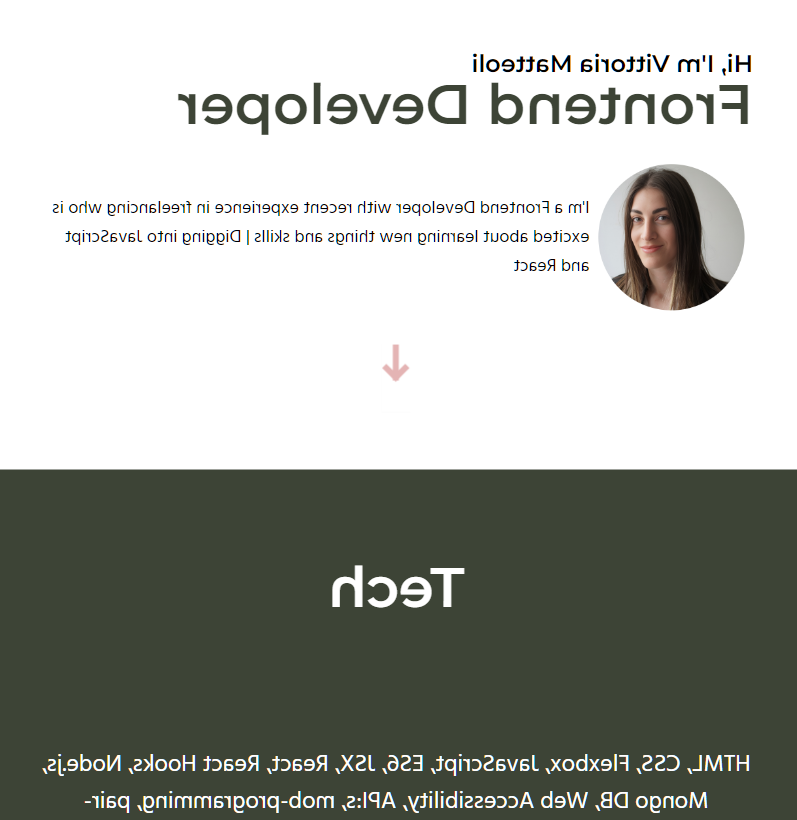 Hi, I'm Vittoria Matteoli
Frontend Developer
I'm a Frontend Developer with recent experience in freelancing who is
excited about learning new things and skills | Digging into JavaScript
and React
Tech
HTML, CSS, Flexbox, JavaScript, ES6, JSX, React, React Hooks, Node.js,
Mongo DB, Web Accessibility, API:s, mob-programming, pair-